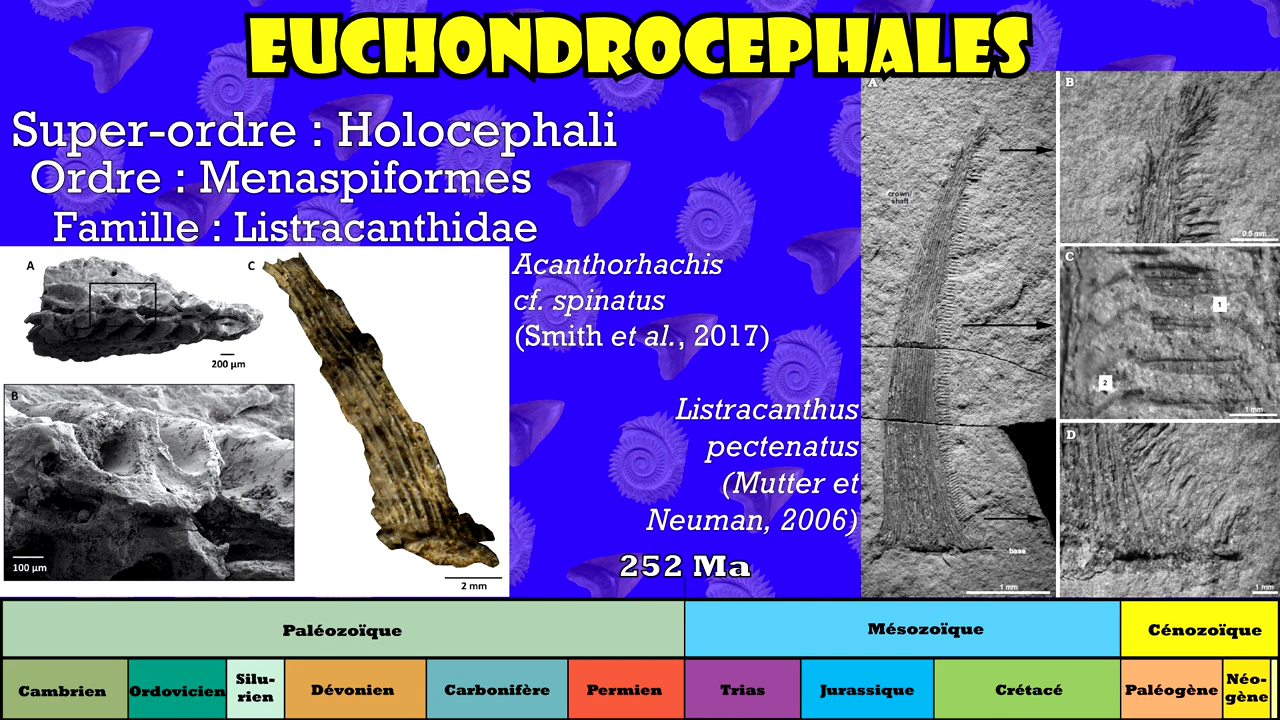 EUCHONDROCEPHALES
Super-ordre : Holocephali
Ordre : Menaspiformes
Famille : Listracanthidae
A
200 µm
B
100 µm
C
2 mm
Acanthorhachis
cf. spinatus
(Smith et al., 2017)
Listracanthus
pectenatus
(Mutter et
Neuman, 2006)
252 Ma
A
crown/
shaft
base
1 mm
B
0.5 mm
C
1
2
1 mm
D
1 mm
Paléozoïque
Mésozoïque
Cénozoïque
Cambrien
Ordovicien
Silu-
rien
Dévonien
Carbonifère
Permien
Trias
Jurassique
Crétacé
Paléogène
Néo-
gène